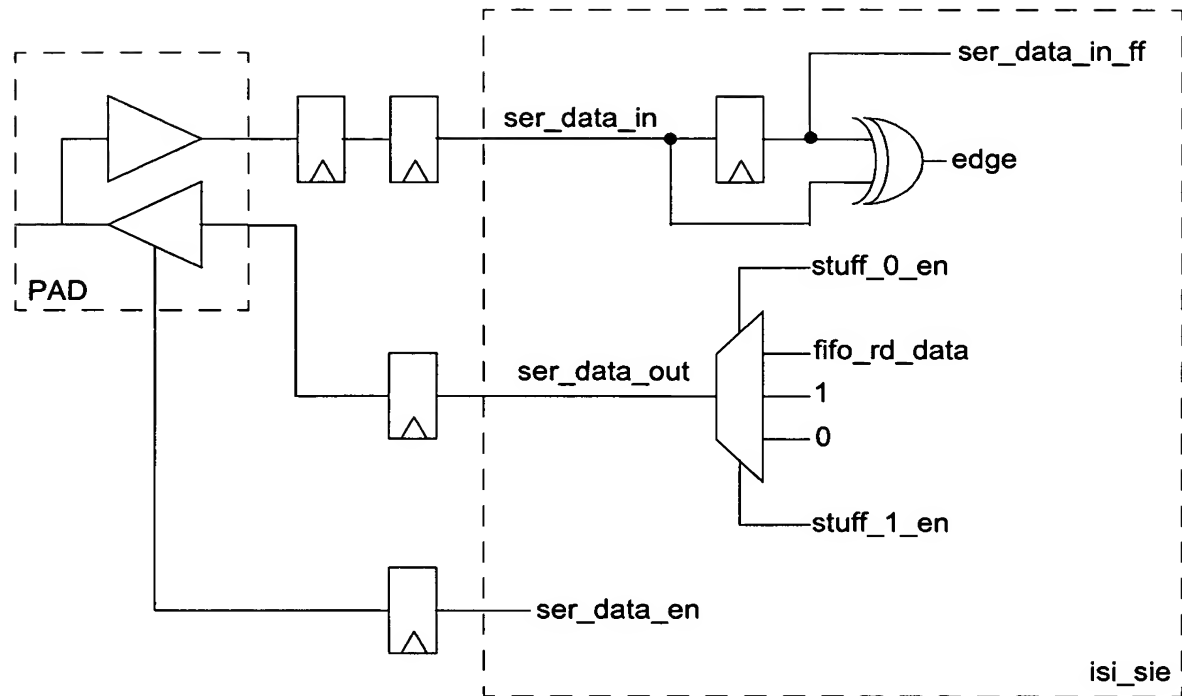 ser_data_in_ff
ser_data_in
edge
PAD
stuff_0_en
fifo_rd_data
ser_data_out
1
0
stuff_1_en
ser_data_en
isi_sie